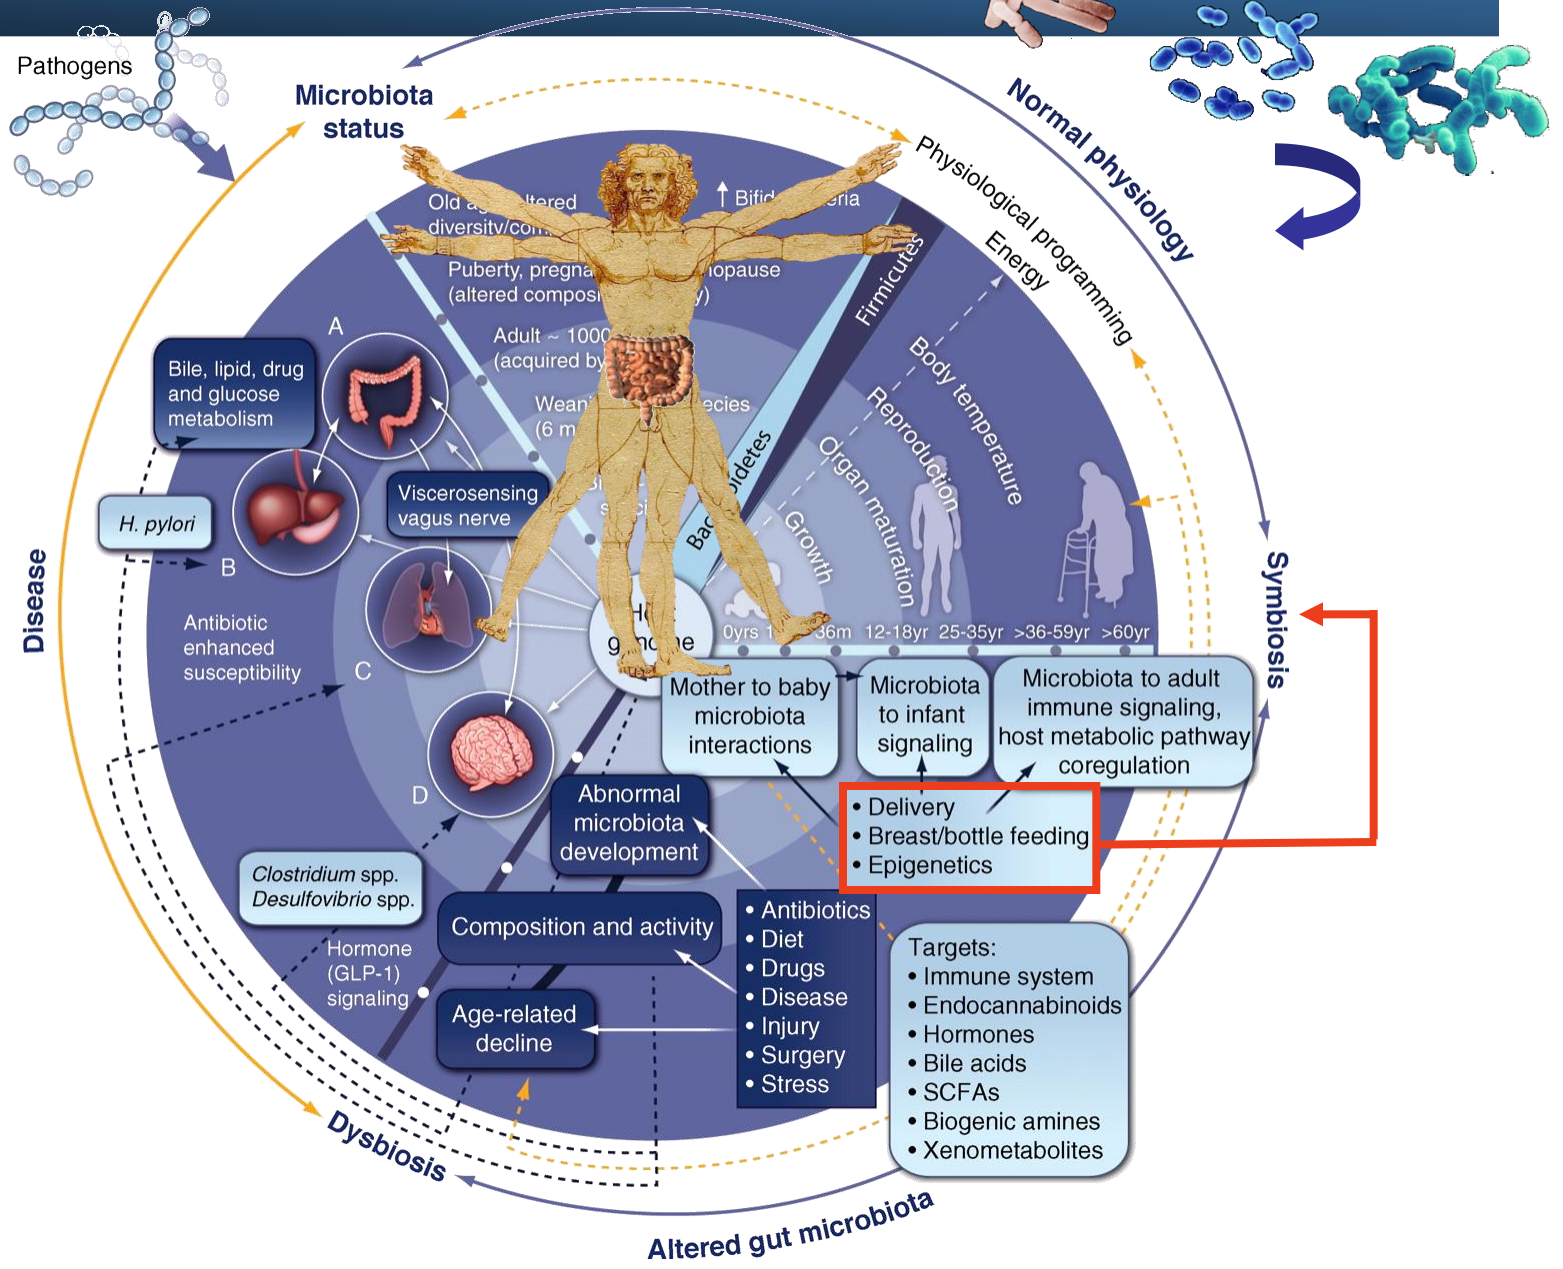 Pathogens
Microbiota
status
Normal physiology
Physiological programming
Energy
Old
altered
diversity/com
Bifid
eria
Puberty, pregna
nopause
(altered composi
y)
Adult ~ 1000
(acquired by
Weani
ecies
(6 m
Firmicutes
Body temperature
Reproduction
Organ maturation
Growth
A
Bile, lipid, drug
and glucose
metabolism
Viscerosensing
vagus nerve
H. pylori
B
Disease
Antibiotic
enhanced
susceptibility
C
D
0yrs
36m
12-18yr
25-35yr
>36-59yr
>60yr
Symbiosis
Mother to baby
microbiota
interactions
Microbiota
to infant
signaling
Microbiota to adult
immune signaling,
host metabolic pathway
coregulation
• Delivery
• Breast/bottle feeding
• Epigenetics
Abnormal
microbiota
development
Composition and activity
Age-related
decline
Clostridium spp.
Desulfovibrio spp.
Hormone
(GLP-1)
signaling
• Antibiotics
• Diet
• Drugs
• Disease
• Injury
• Surgery
• Stress
Targets:
• Immune system
• Endocannabinoids
• Hormones
• Bile acids
• SCFAs
• Biogenic amines
• Xenometabolites
Dysbiosis
Altered gut microbiota